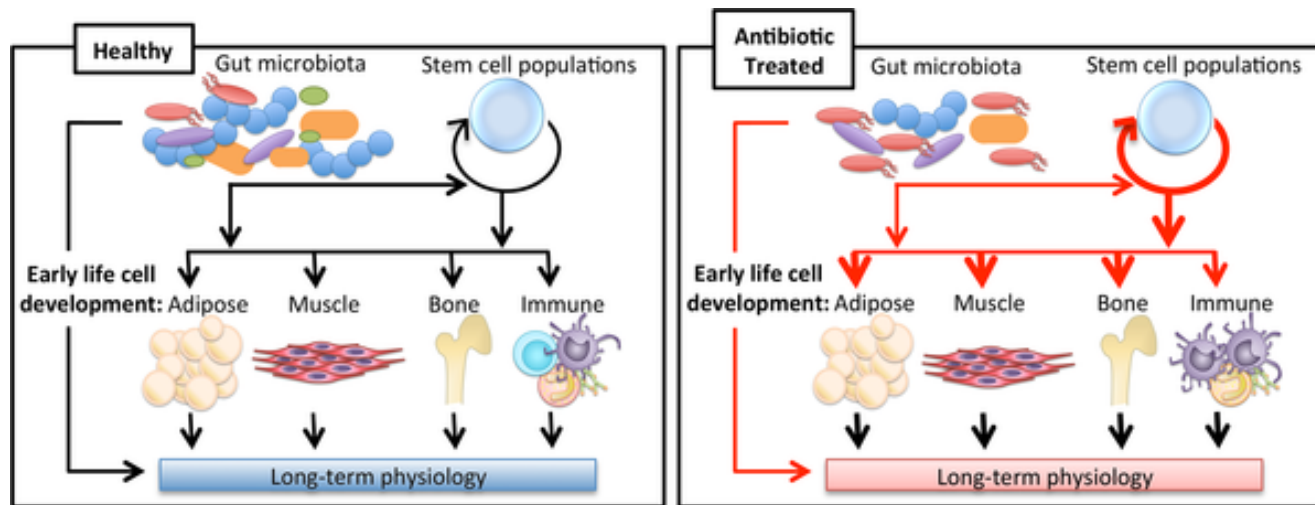 Healthy
Gut microbiota
Stem cell populations
Early life cell
development:
Adipose
Muscle
Bone
Immune
Long-term physiology
Antibiotic
Treated
Gut microbiota
Stem cell populations
Early life cell
development:
Adipose
Muscle
Bone
Immune
Long-term physiology